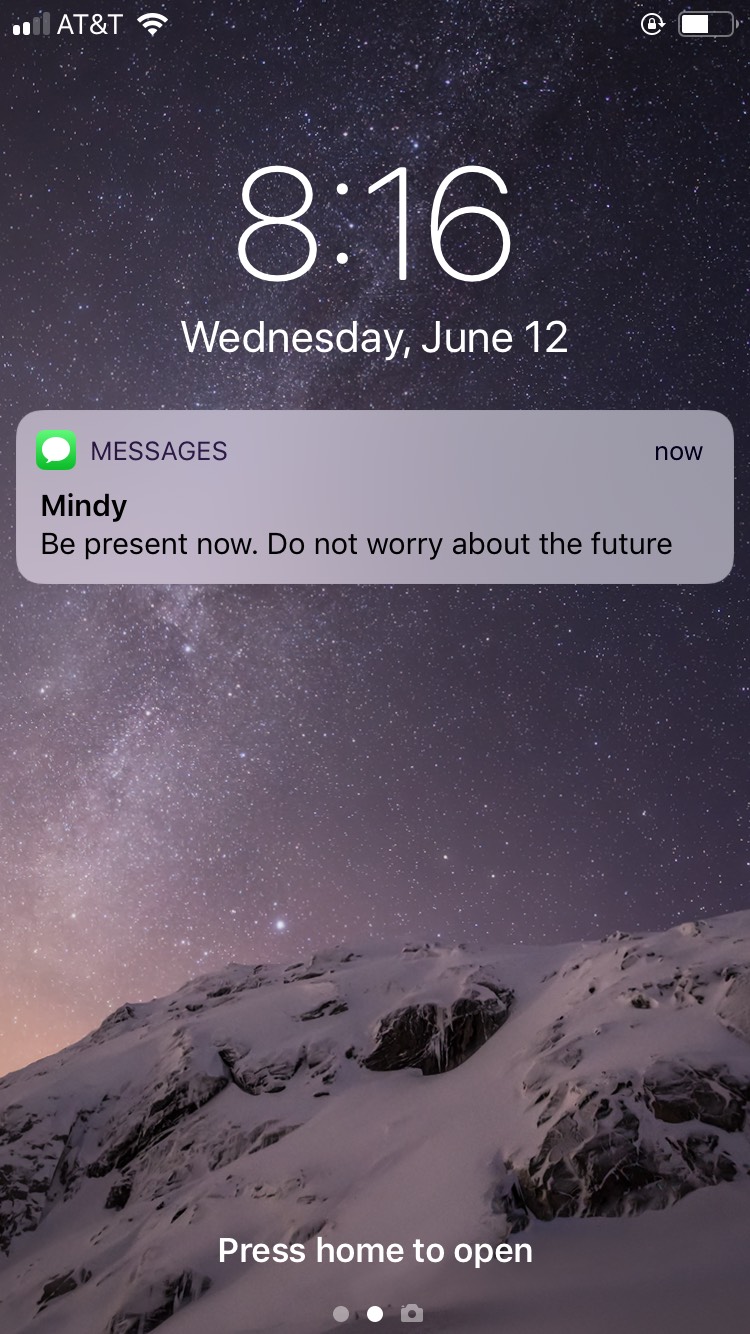 AT&T
8:16
Wednesday, June 12
MESSAGES now
Mindy
Be present now. Do not worry about the future
Press home to open